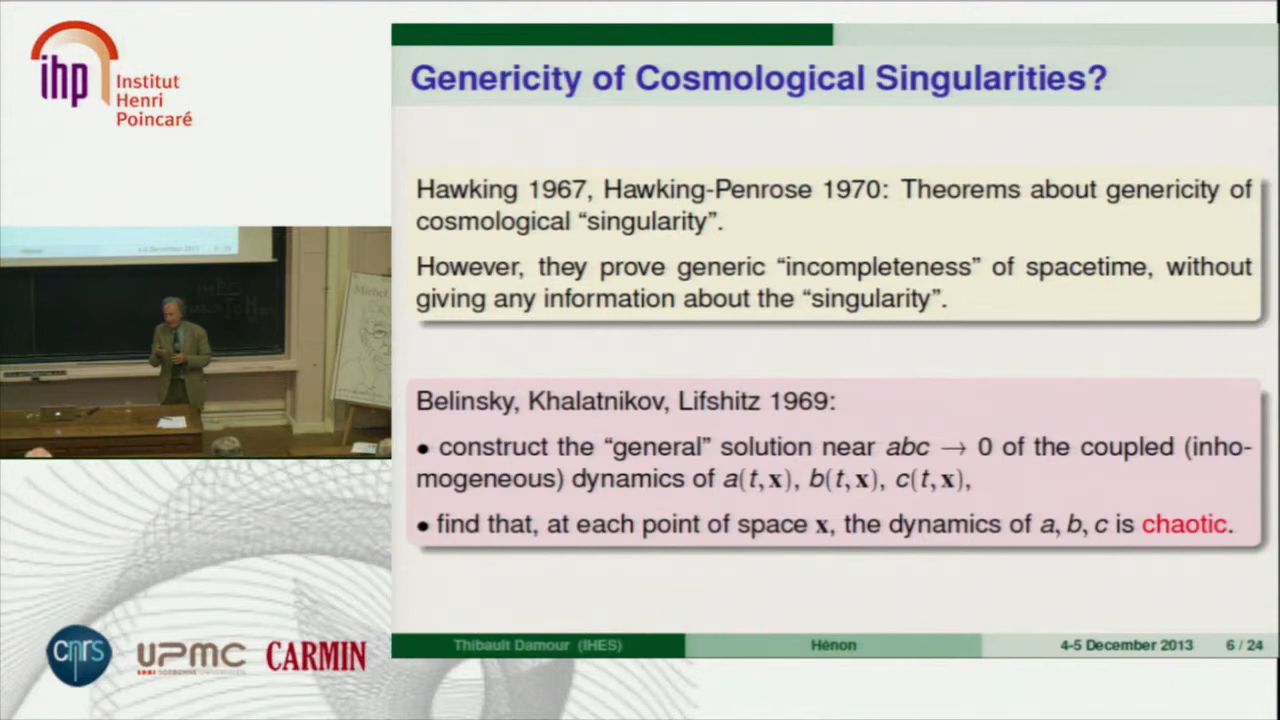 ihp
Institut
Henri
Poincaré
Genericity of Cosmological Singularities?
Hawking 1967, Hawking-Penrose 1970: Theorems about genericity of
cosmological “singularity”.
However, they prove generic “incompleteness” of spacetime, without
giving any information about the “singularity”.
Belinsky, Khalatnikov, Lifshitz 1969:
• construct the “general” solution near abc → 0 of the coupled (inho-
mogeneous) dynamics of a(t,x), b(t,x), c(t,x),
• find that, at each point of space x, the dynamics of a, b, c is chaotic.
Michel
cnrs
UPMC
SORBONNE UNIVERSITÉS
CARMIN
Thibault Damour (IHES)
Hénon
4-5 December 2013
6 / 24